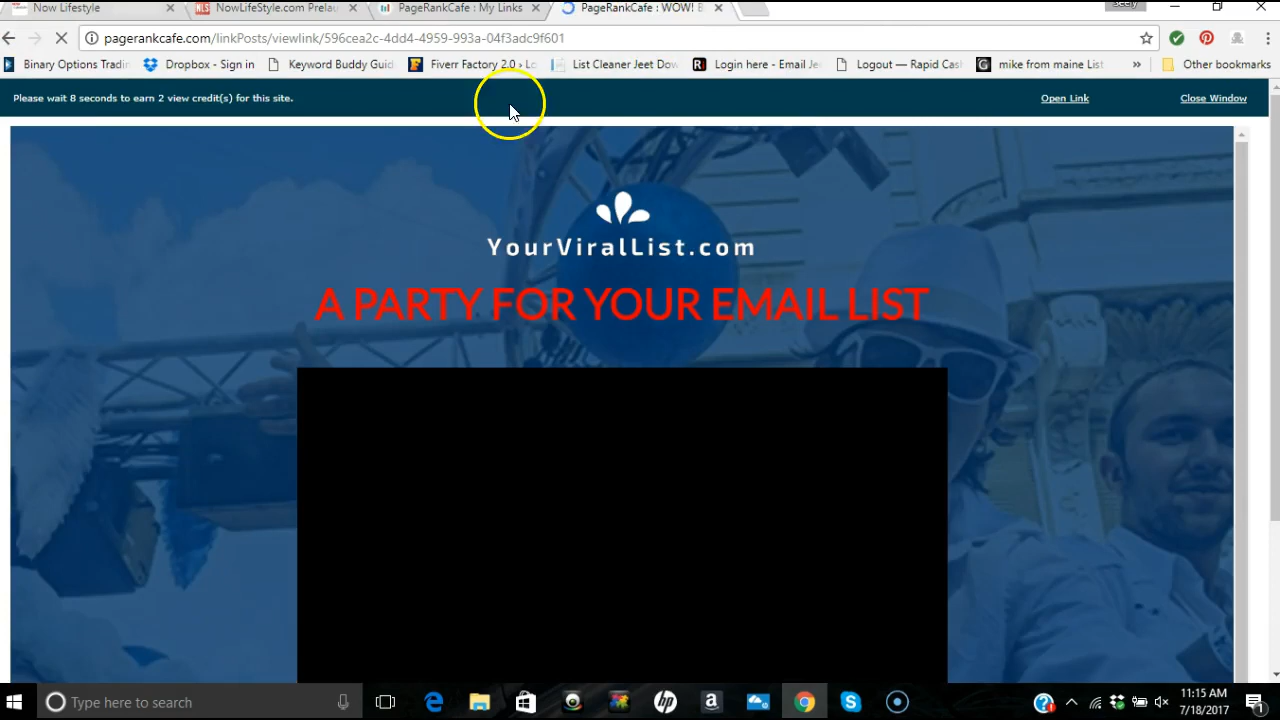 Seely
Now Lifestyle
NowLifeStyle.com Prelau
PageRankCafe : My Links
PageRankCafe : WOW! B
pagerankcafe.com/linkPosts/viewlink/596cea2c-4dd4-4959-993a-04f3adc9f601
Binary Options Tradin
Dropbox - Sign in
Keyword Buddy Guid
Fiverr Factory 2.0 › Lo
List Cleaner Jeet Dow
Login here - Email Je
Logout — Rapid Cas
mike from maine List
»
Other bookmarks
Please wait 8 seconds to earn 2 view credit(s) for this site.
Open Link
Close Window
YourViralList.com
A PARTY FOR YOUR EMAIL LIST
Type here to search
11:15 AM
7/18/2017